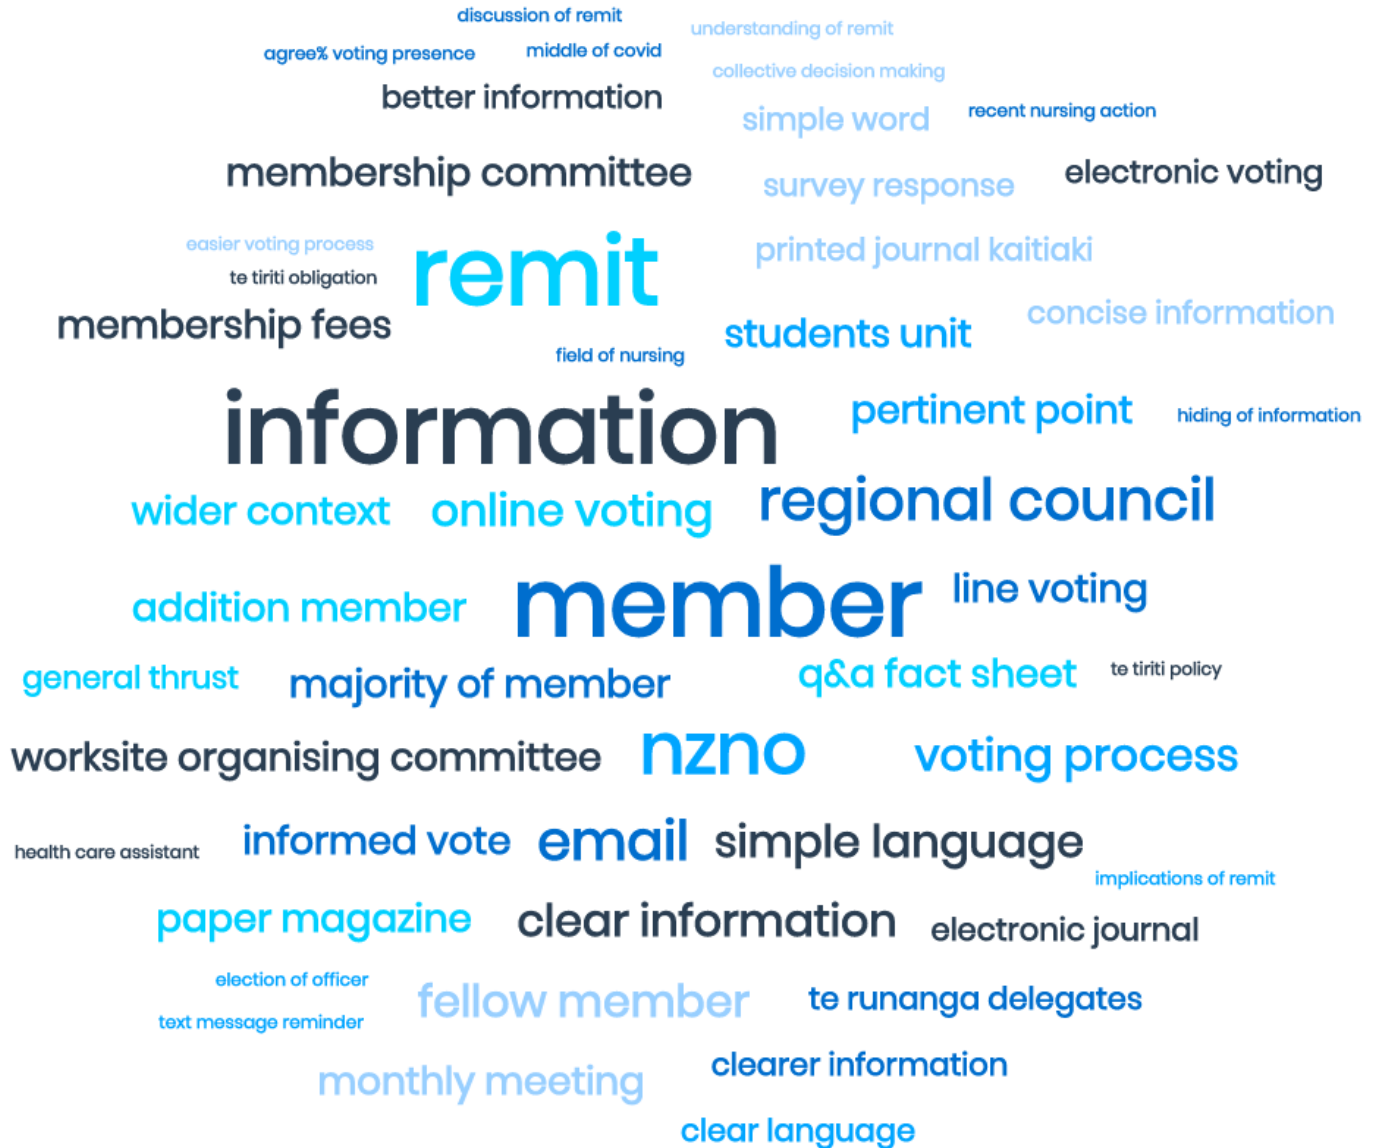 discussion of remit
understanding of remit
agree% voting presence
middle of covid
collective decision making
better information
simple word
recent nursing action
membership committee
survey response
electronic voting
easier voting process
remit
printed journal kaitiaki
te tiriti obligation
membership fees
students unit
concise information
field of nursing
information
pertinent point
hiding of information
wider context
online voting
regional council
addition member
member
line voting
general thrust
majority of member
q&a fact sheet
te tiriti policy
worksite organising committee
nzno
voting process
health care assistant
informed vote
email
simple language
implications of remit
paper magazine
clear information
electronic journal
election of officer
fellow member
te runanga delegates
text message reminder
monthly meeting
clearer information
clear language